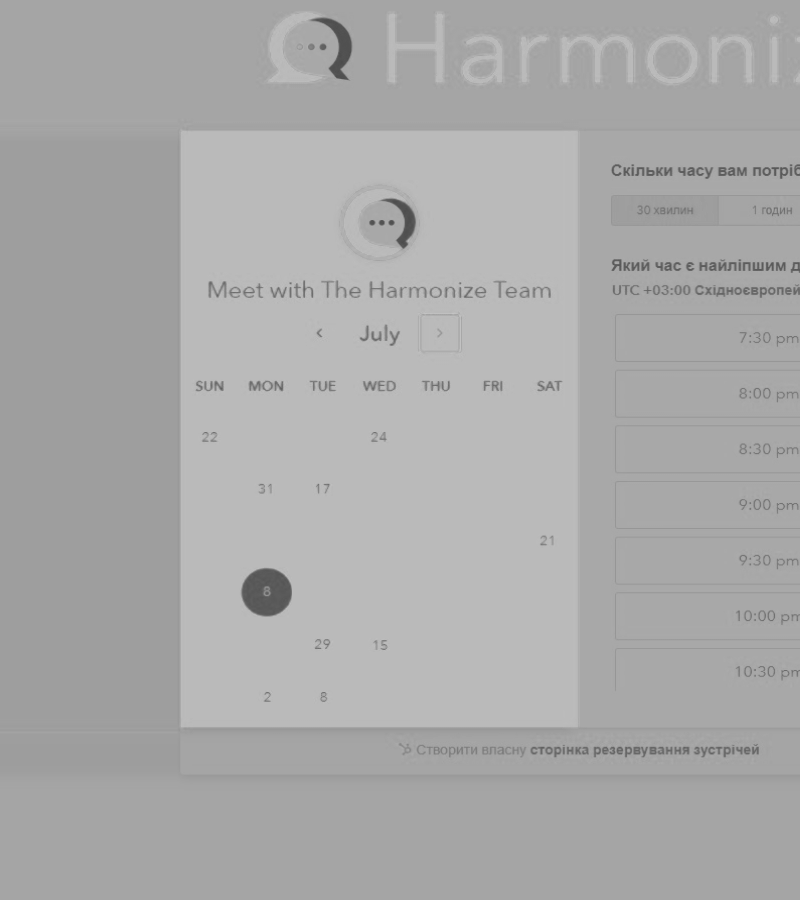 Harmoniz
Meet with The Harmonize Team
July
SUN MON TUE WED THU FRI SAT
22 24
31 17
21
8
29 15
2 8
Скільки часу вам потріб
30 хвилин 1 годин
Який час є найліпшим д
UTC +03:00 Східноєвропей
7:30 pm
8:00 pm
8:30 pm
9:00 pm
9:30 pm
10:00 pm
10:30 pm
Створити власну сторінка резервування зустрічей